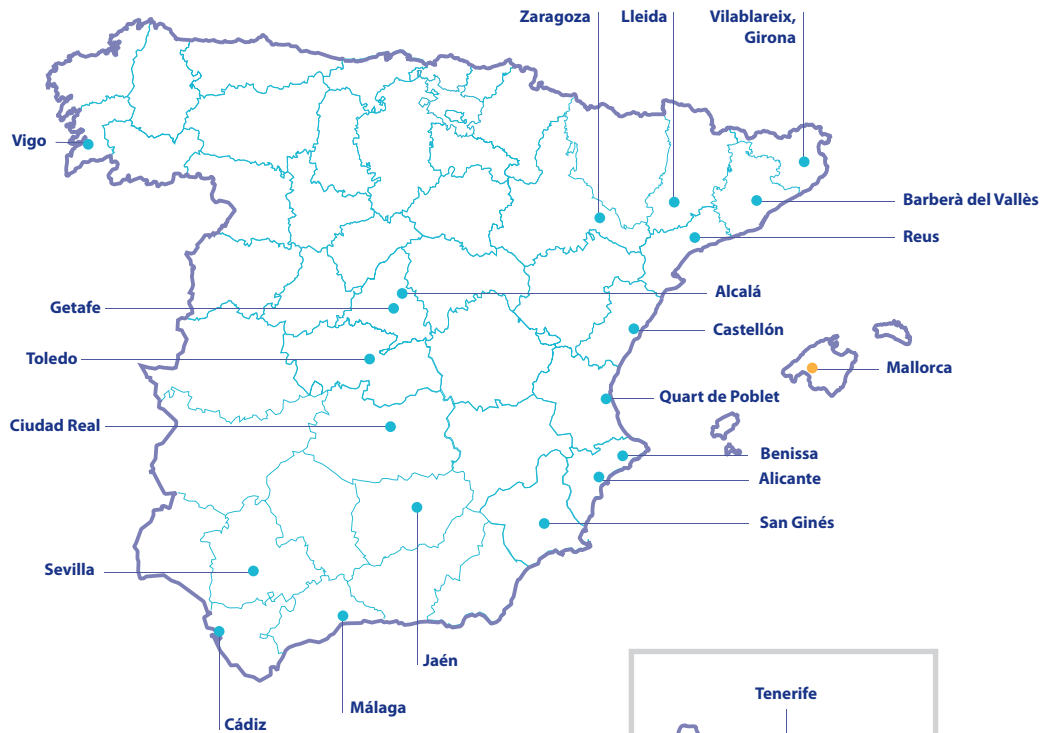 Zaragoza
Lleida
Vilablareix,
Girona
Vigo
Barberà del Vallès
Reus
Alcalá
Getafe
Castellón
Toledo
Mallorca
Quart de Poblet
Ciudad Real
Benissa
Alicante
San Ginés
Sevilla
Jaén
Tenerife
Málaga
Cádiz